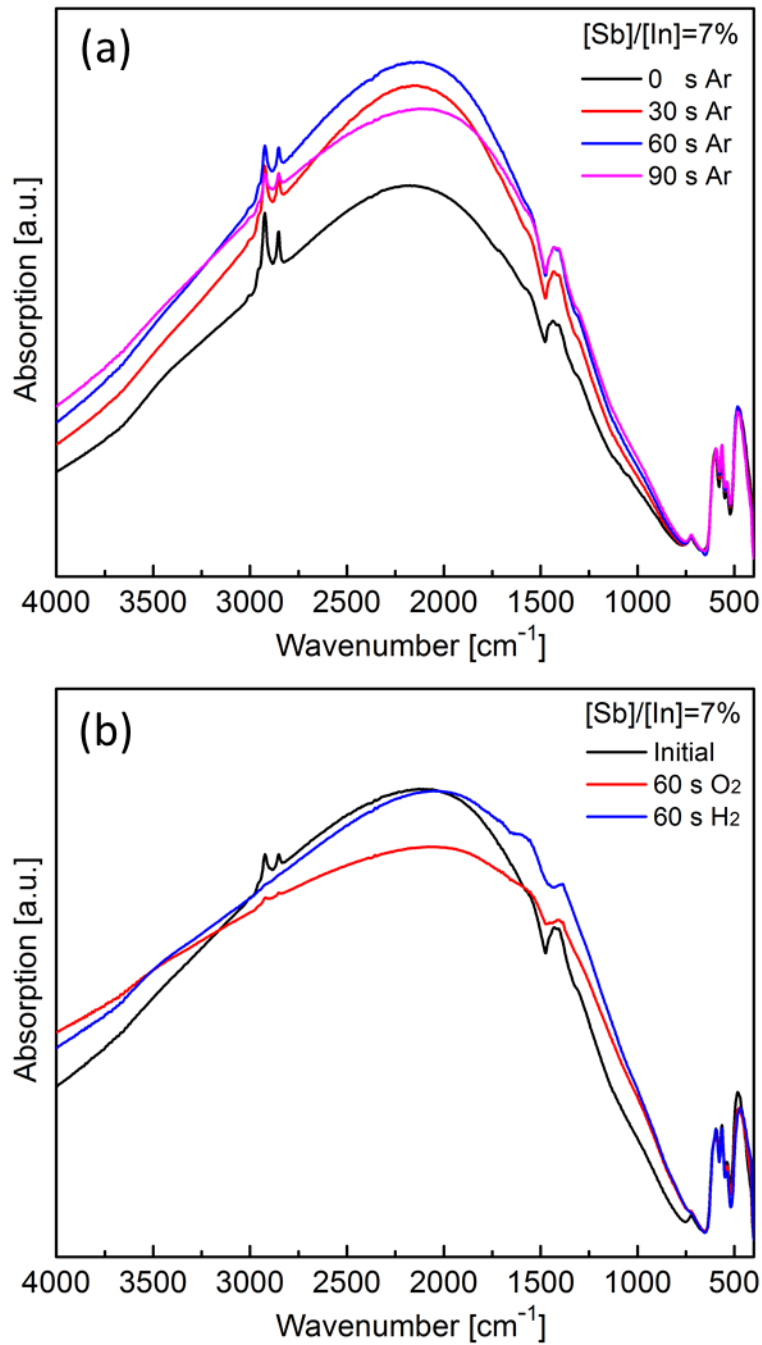 (a)
[Sb]/[In]=7%
0 s Ar
30 s Ar
60 s Ar
90 s Ar
Absorption [a.u.]
4000 3500 3000 2500 2000 1500 1000 500
Wavenumber [cm⁻¹]
(b)
[Sb]/[In]=7%
Initial
60 s O₂
60 s H₂
Absorption [a.u.]
4000 3500 3000 2500 2000 1500 1000 500
Wavenumber [cm⁻¹]